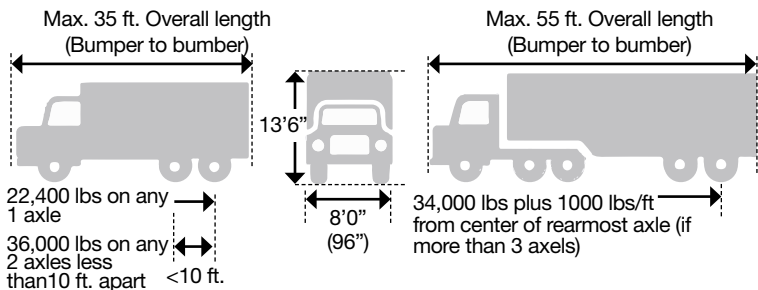 Max. 35 ft. Overall length
(Bumper to bumber)
Max. 55 ft. Overall length
(Bumper to bumber)
13’6”
22,400 lbs on any
1 axle
36,000 lbs on any
2 axles less
than10 ft. apart
<10 ft.
8’0”
(96”)
34,000 lbs plus 1000 lbs/ft
from center of rearmost axle (if
more than 3 axels)